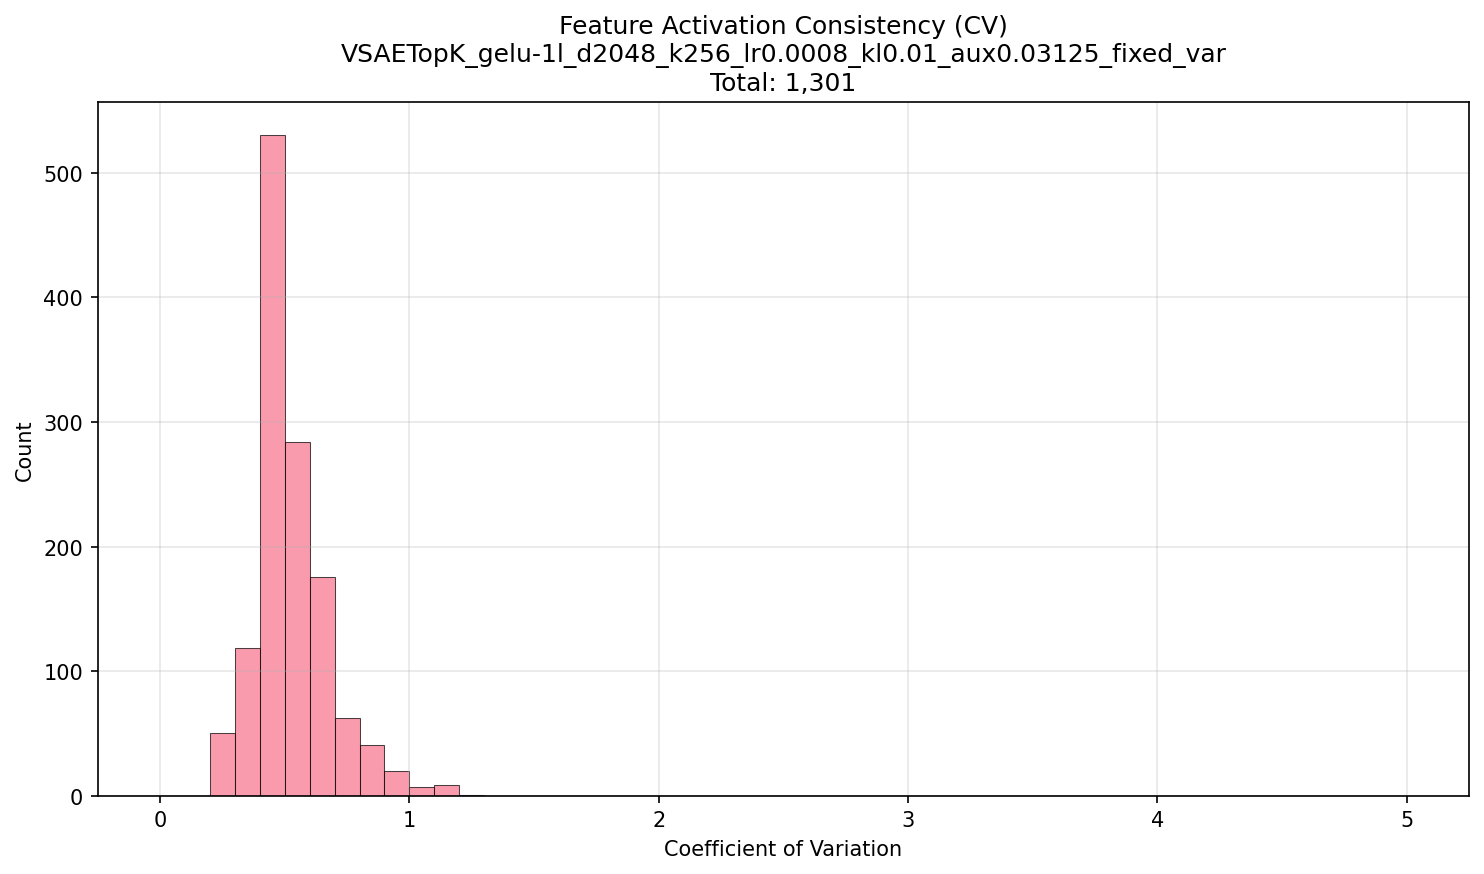 Feature Activation Consistency (CV)
VSAETopK_gelu-1l_d2048_k256_lr0.0008_kl0.01_aux0.03125_fixed_var
Total: 1,301
500
400
300
200
100
0
Count
0 1 2 3 4 5
Coefficient of Variation